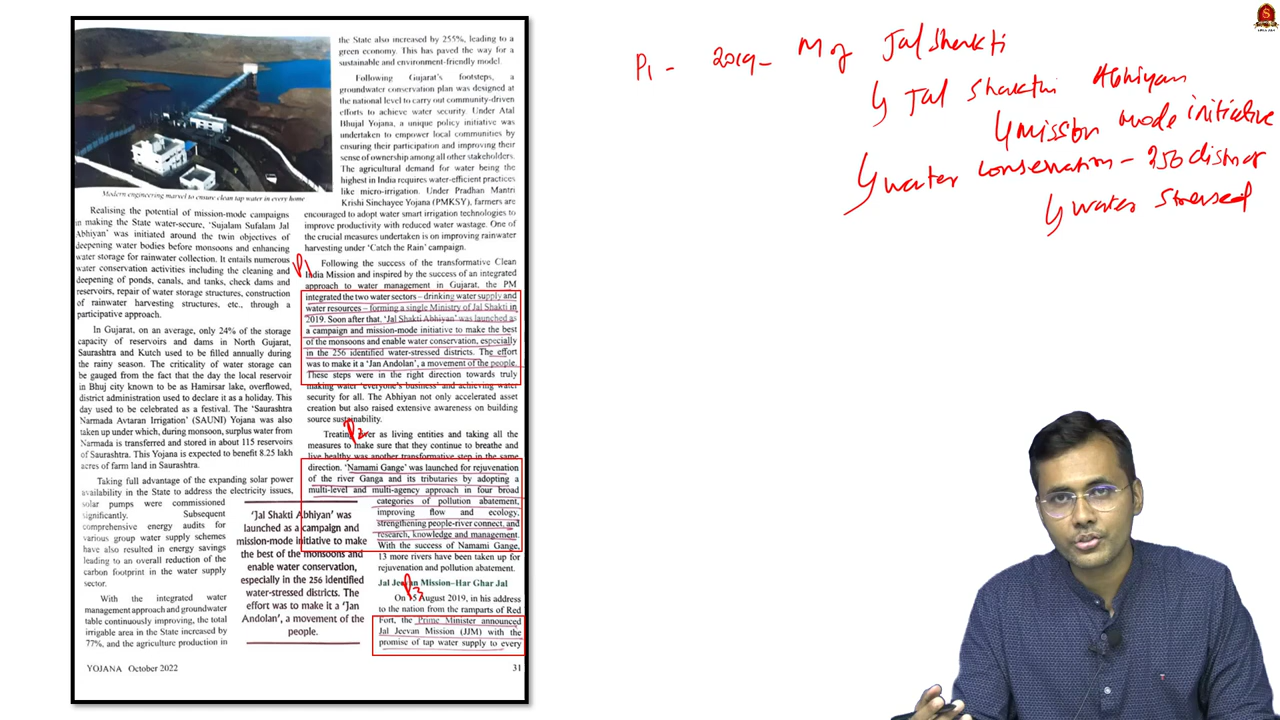 the State also increased by 255%, leading to a
green economy. This has paved the way for a
sustainable and environment-friendly model.
Following Gujarat's footsteps, a
groundwater conservation plan was designed at
the national level to carry out community-driven
efforts to achieve water security. Under Atal
Bhujal Yojana, a unique policy initiative was
undertaken to empower local communities by
ensuring their participation and improving their
sense of ownership among all other stakeholders.
The agricultural demand for water being the
highest in India requires water-efficient practices
like micro-irrigation. Under Pradhan Mantri
Krishi Sinchayee Yojana (PMKSY), farmers are
encouraged to adopt water smart irrigation technologies to
improve productivity with reduced water wastage. One of
the crucial measures undertaken is on improving rainwater
harvesting under 'Catch the Rain' campaign.
Modern engineering marvel to ensure clean tap water in every home
Realising the potential of mission-mode campaigns
in making the State water-secure, 'Sujalam Sufalam Jal
Abhiyan' was initiated around the twin objectives of
deepening water bodies before monsoons and enhancing
water storage for rainwater collection. It entails numerous
water conservation activities including the cleaning and
deepening of ponds, canals, and tanks, check dams and
reservoirs, repair of water storage structures, construction
of rainwater harvesting structures, etc., through a
participative approach.
In Gujarat, on an average, only 24% of the storage
capacity of reservoirs and dams in North Gujarat,
Saurashtra and Kutch used to be filled annually during
the rainy season. The criticality of water storage can
be gauged from the fact that the day the local reservoir
in Bhuj city known to be as Hamirsar lake, overflowed,
district administration used to declare it as a holiday. This
day used to be celebrated as a festival. The 'Saurashtra
Narmada Avtaran Irrigation' (SAUNI) Yojana was also
taken up under which, during monsoon, surplus water from
Narmada is transferred and stored in about 115 reservoirs
of Saurashtra. This Yojana is expected to benefit 8.25 lakh
acres of farm land in Saurashtra.
Taking full advantage of the expanding solar power
availability in the State to address the electricity issues,
solar pumps were commissioned
significantly. Subsequent
comprehensive energy audits for
various group water supply schemes
have also resulted in energy savings
leading to an overall reduction of the
carbon footprint in the water supply
sector.
With the integrated water
management approach and groundwater
table continuously improving, the total
irrigable area in the State increased by
77%, and the agriculture production in
'Jal Shakti Abhiyan' was
launched as a campaign and
mission-mode initiative to make
the best of the monsoons and
enable water conservation,
especially in the 256 identified
water-stressed districts. The
effort was to make it a 'Jan
Andolan', a movement of the
people.
P1
Following the success of the transformative Clean
India Mission and inspired by the success of an integrated
approach to water management in Gujarat, the PM
integrated the two water sectors – drinking water supply and
water resources – forming a single Ministry of Jal Shakti in
2019. Soon after that, 'Jal Shakti Abhiyan' was launched as
a campaign and mission-mode initiative to make the best
of the monsoons and enable water conservation, especially
in the 256 identified water-stressed districts. The effort
was to make it a 'Jan Andolan', a movement of the people.
These steps were in the right direction towards truly
making water 'everyone's business' and achieving water
security for all. The Abhiyan not only accelerated asset
creation but also raised extensive awareness on building
source sustainability.
P2
Treating river as living entities and taking all the
measures to make sure that they continue to breathe and
live healthy was another transformative step in the same
direction. 'Namami Gange' was launched for rejuvenation
of the river Ganga and its tributaries by adopting a
multi-level and multi-agency approach in four broad
categories of pollution abatement,
improving flow and ecology,
strengthening people-river connect, and
research, knowledge and management.
With the success of Namami Gange,
13 more rivers have been taken up for
rejuvenation and pollution abatement.
Jal Jeevan Mission–Har Ghar Jal
P3
On 15 August 2019, in his address
to the nation from the ramparts of Red
Fort, the Prime Minister announced
Jal Jeevan Mission (JJM) with the
promise of tap water supply to every
YOJANA October 2022
31
P1 - 2019 - M of Jal Shakti
Jal Shakthi Abhiyan
mission mode initiative
water conservation - 256 district
water stressed